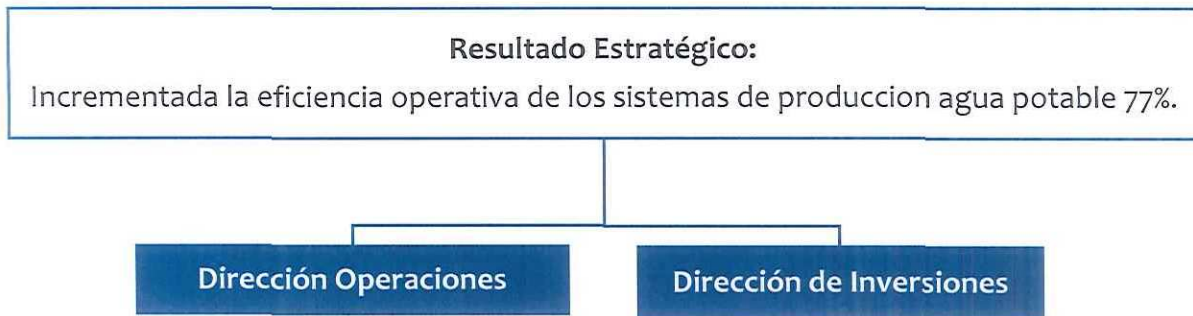 Resultado Estratégico:
Incrementada la eficiencia operativa de los sistemas de produccion agua potable 77%.
Dirección Operaciones
Dirección de Inversiones